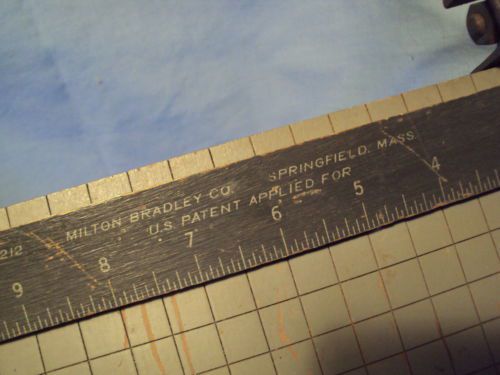 MILTON BRADLEY CO. SPRINGFIELD, MASS.
U.S. PATENT APPLIED FOR
212
9 8 7 6 5 4